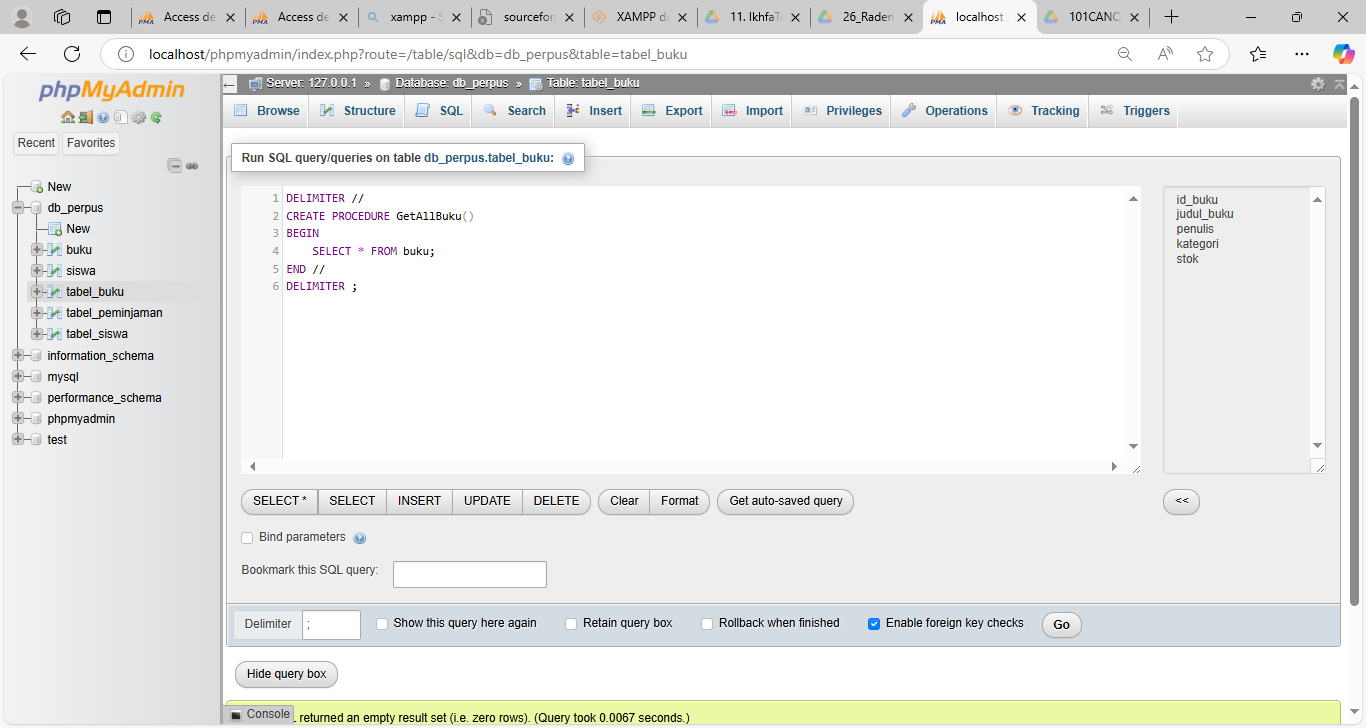 Access de
Access de
xampp - S
sourcefor
XAMPP d
11. IkhfaT
26_Raden
localhost
101CANO
localhost/phpmyadmin/index.php?route=/table/sql&db=db_perpus&table=tabel_buku
phpMyAdmin
Recent Favorites
New
db_perpus
New
buku
siswa
tabel_buku
tabel_peminjaman
tabel_siswa
information_schema
mysql
performance_schema
phpmyadmin
test
Server: 127.0.0.1 » Database: db_perpus » Table: tabel_buku
Browse Structure SQL Search Insert Export Import Privileges Operations Tracking Triggers
Run SQL query/queries on table db_perpus.tabel_buku:
1 DELIMITER //
2 CREATE PROCEDURE GetAllBuku()
3 BEGIN
4 SELECT * FROM buku;
5 END //
6 DELIMITER ;
id_buku
judul_buku
penulis
kategori
stok
SELECT * SELECT INSERT UPDATE DELETE Clear Format Get auto-saved query <<
Bind parameters
Bookmark this SQL query:
Delimiter ; Show this query here again Retain query box Rollback when finished Enable foreign key checks Go
Hide query box
Console returned an empty result set (i.e. zero rows). (Query took 0.0067 seconds.)